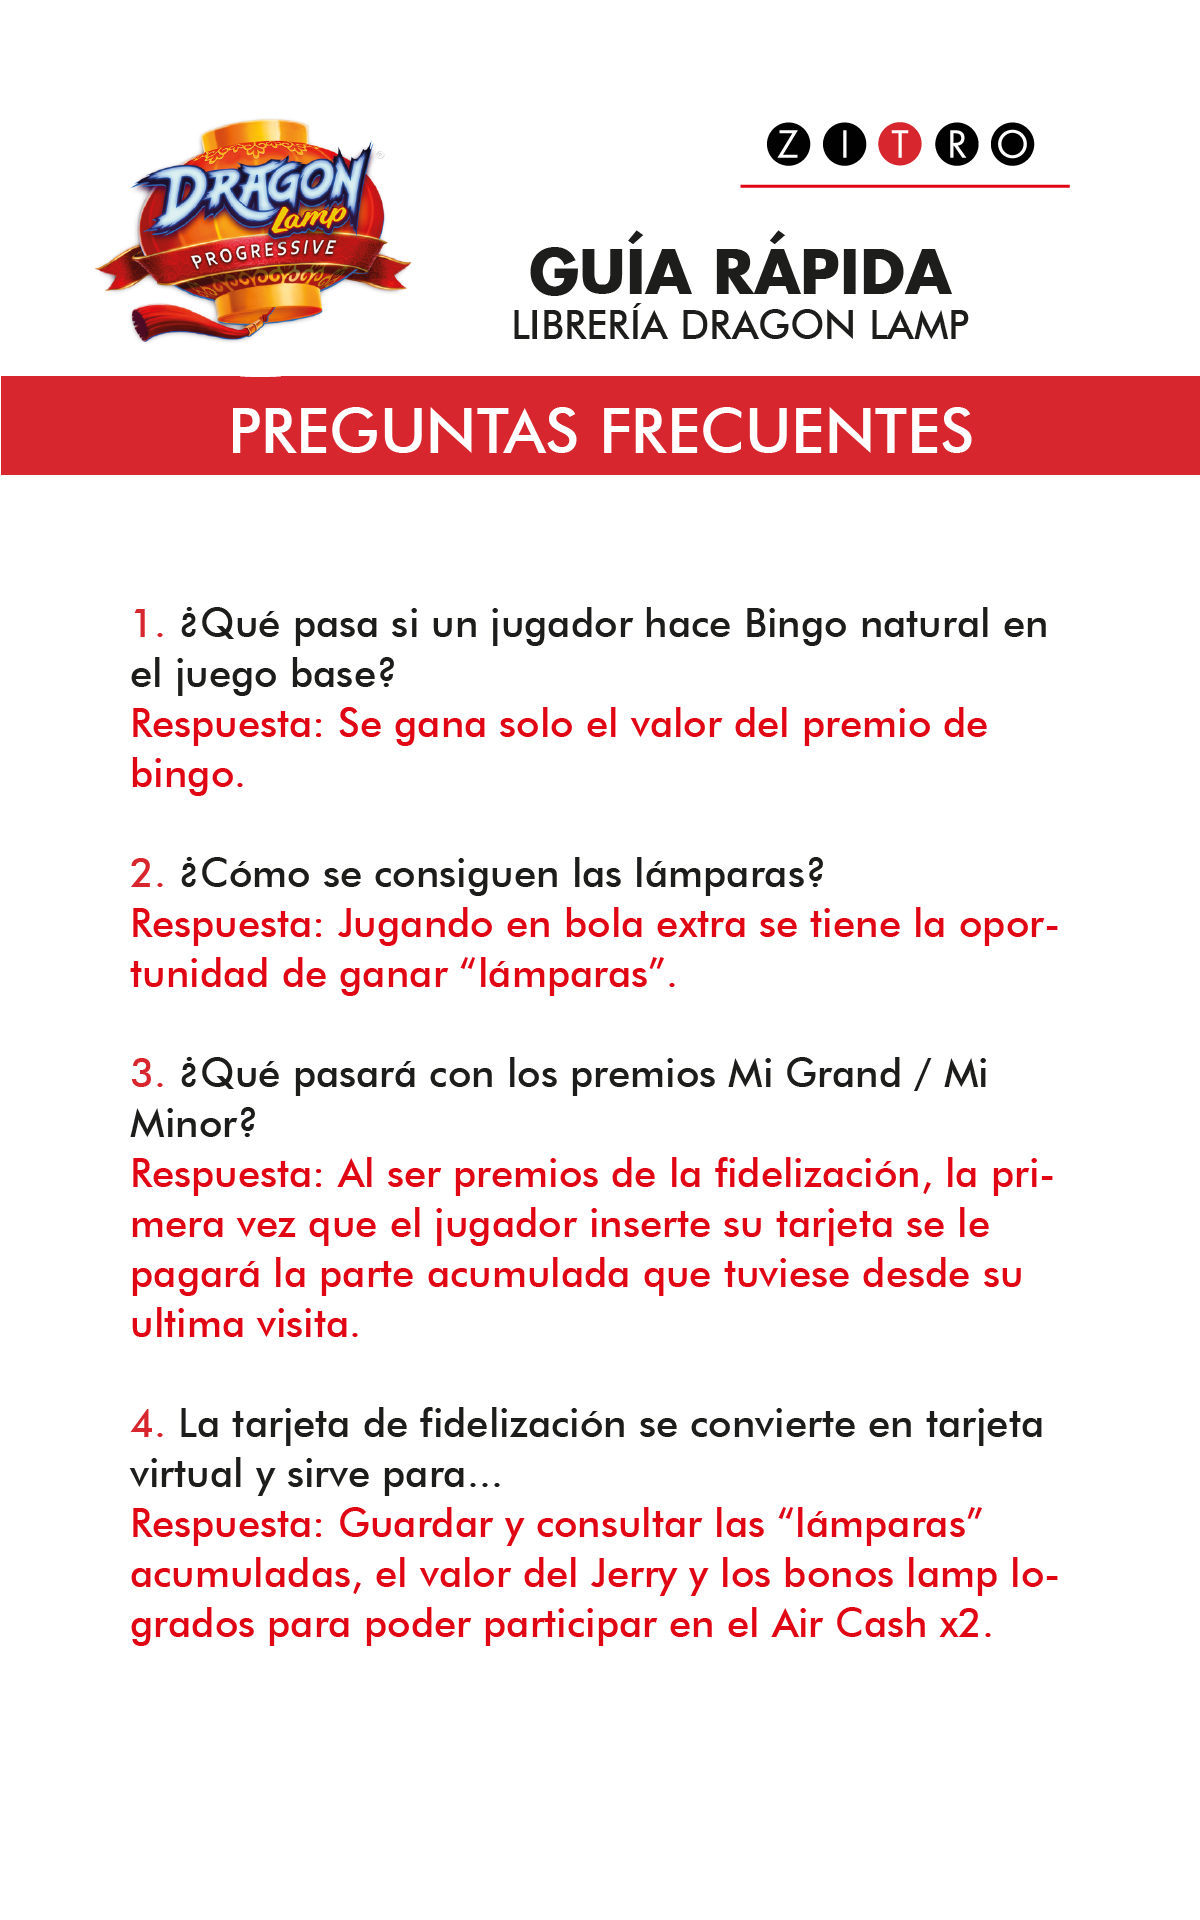 DRAGON
Lamp
PROGRESSIVE
ZITRO
GUÍA RÁPIDA
LIBRERÍA DRAGON LAMP
PREGUNTAS FRECUENTES
1. ¿Qué pasa si un jugador hace Bingo natural en
el juego base?
Respuesta: Se gana solo el valor del premio de
bingo.
2. ¿Cómo se consiguen las lámparas?
Respuesta: Jugando en bola extra se tiene la opor-
tunidad de ganar “lámparas”.
3. ¿Qué pasará con los premios Mi Grand / Mi
Minor?
Respuesta: Al ser premios de la fidelización, la pri-
mera vez que el jugador inserte su tarjeta se le
pagará la parte acumulada que tuviese desde su
ultima visita.
4. La tarjeta de fidelización se convierte en tarjeta
virtual y sirve para...
Respuesta: Guardar y consultar las “lámparas”
acumuladas, el valor del Jerry y los bonos lamp lo-
grados para poder participar en el Air Cash x2.